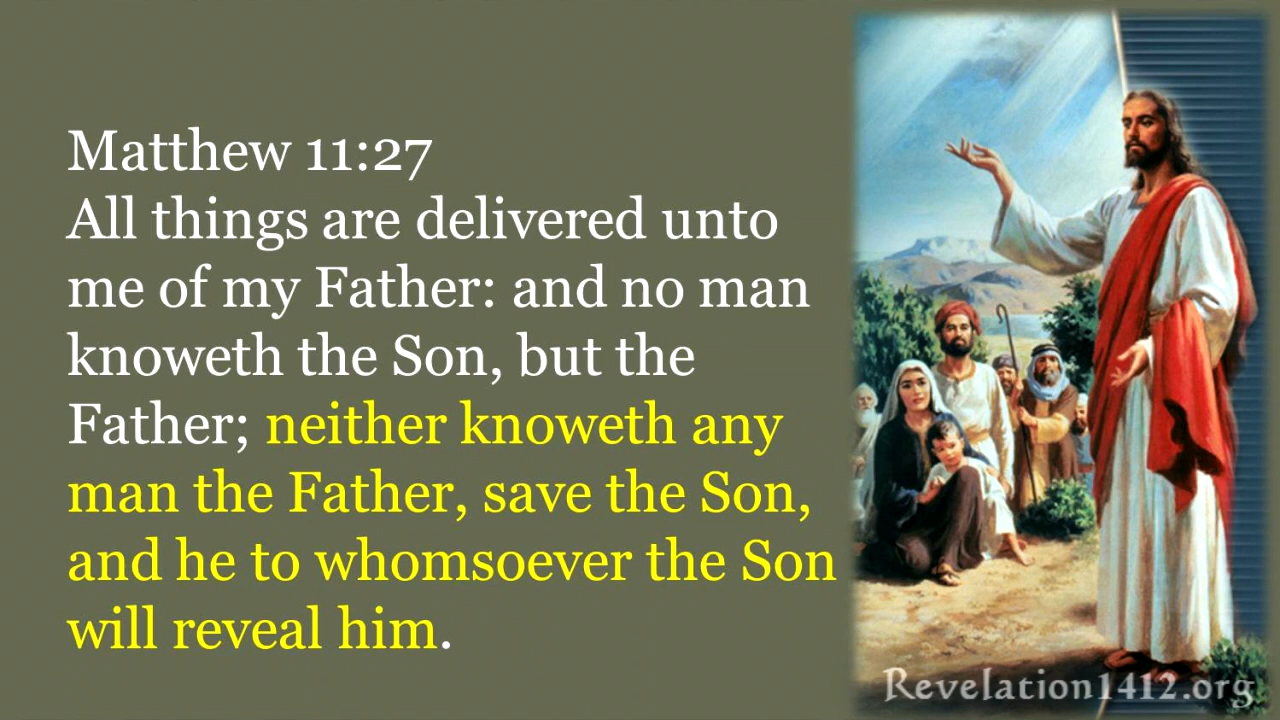 Matthew 11:27
All things are delivered unto
me of my Father: and no man
knoweth the Son, but the
Father; neither knoweth any
man the Father, save the Son,
and he to whomsoever the Son
will reveal him.
Revelation1412.org